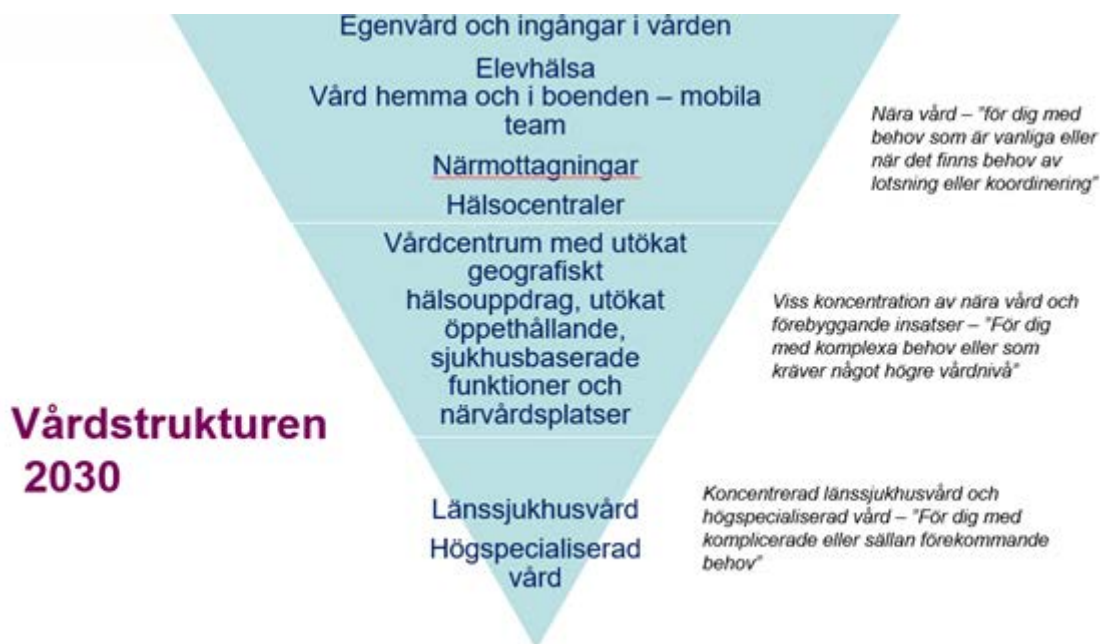 Egenvård och ingångar i vården
Elevhälsa
Vård hemma och i boenden – mobila
team
Närmottagningar
Hälsocentraler
Nära vård – "för dig med
behov som är vanliga eller
när det finns behov av
lotsning eller koordinering"
Vårdcentrum med utökat
geografiskt
hälsouppdrag, utökat
öppethållande,
sjukhusbaserade
funktioner och
närvårdsplatser
Viss koncentration av nära vård och
förebyggande insatser – "För dig
med komplexa behov eller som
kräver något högre vårdnivå"
Vårdstrukturen
2030
Länssjukhusvård
Högspecialiserad
vård
Koncentrerad länssjukhusvård och
högspecialiserad vård – "För dig med
komplicerade eller sällan förekommande
behov"